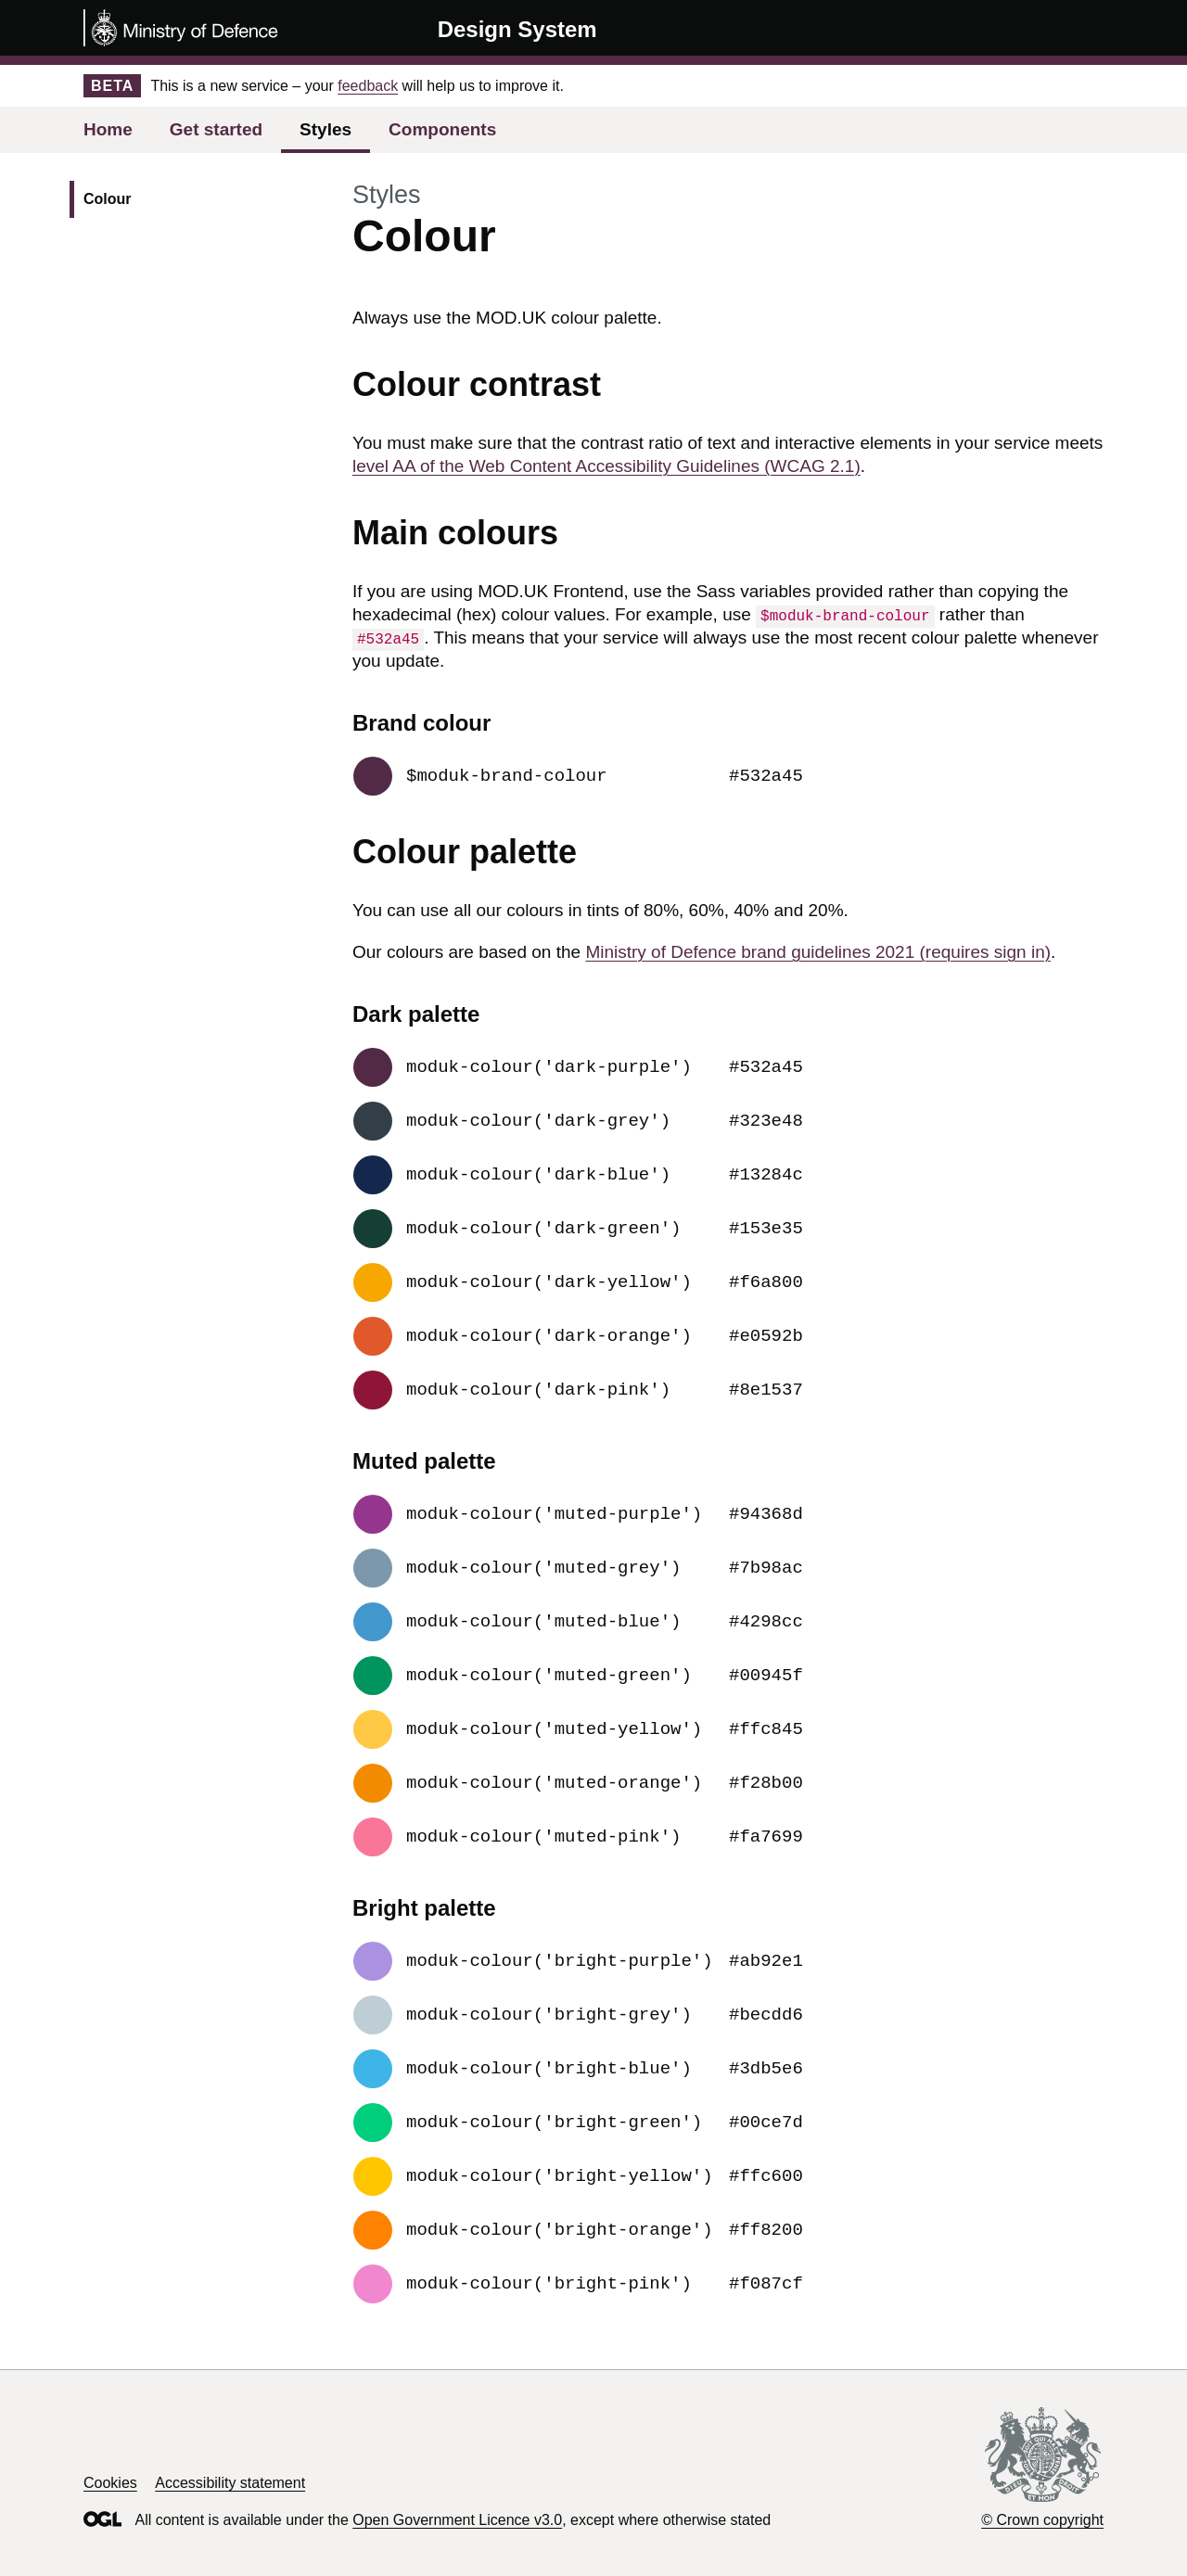 Ministry of Defence
Design System
BETA This is a new service – your feedback will help us to improve it.
Home Get started Styles Components
Colour
Styles
Colour
Always use the MOD.UK colour palette.
Colour contrast
You must make sure that the contrast ratio of text and interactive elements in your service meets
level AA of the Web Content Accessibility Guidelines (WCAG 2.1).
Main colours
If you are using MOD.UK Frontend, use the Sass variables provided rather than copying the
hexadecimal (hex) colour values. For example, use $moduk-brand-colour rather than
#532a45. This means that your service will always use the most recent colour palette whenever
you update.
Brand colour
$moduk-brand-colour #532a45
Colour palette
You can use all our colours in tints of 80%, 60%, 40% and 20%.
Our colours are based on the Ministry of Defence brand guidelines 2021 (requires sign in).
Dark palette
moduk-colour('dark-purple') #532a45
moduk-colour('dark-grey') #323e48
moduk-colour('dark-blue') #13284c
moduk-colour('dark-green') #153e35
moduk-colour('dark-yellow') #f6a800
moduk-colour('dark-orange') #e0592b
moduk-colour('dark-pink') #8e1537
Muted palette
moduk-colour('muted-purple') #94368d
moduk-colour('muted-grey') #7b98ac
moduk-colour('muted-blue') #4298cc
moduk-colour('muted-green') #00945f
moduk-colour('muted-yellow') #ffc845
moduk-colour('muted-orange') #f28b00
moduk-colour('muted-pink') #fa7699
Bright palette
moduk-colour('bright-purple') #ab92e1
moduk-colour('bright-grey') #becdd6
moduk-colour('bright-blue') #3db5e6
moduk-colour('bright-green') #00ce7d
moduk-colour('bright-yellow') #ffc600
moduk-colour('bright-orange') #ff8200
moduk-colour('bright-pink') #f087cf
Cookies Accessibility statement
OGL All content is available under the Open Government Licence v3.0, except where otherwise stated
© Crown copyright